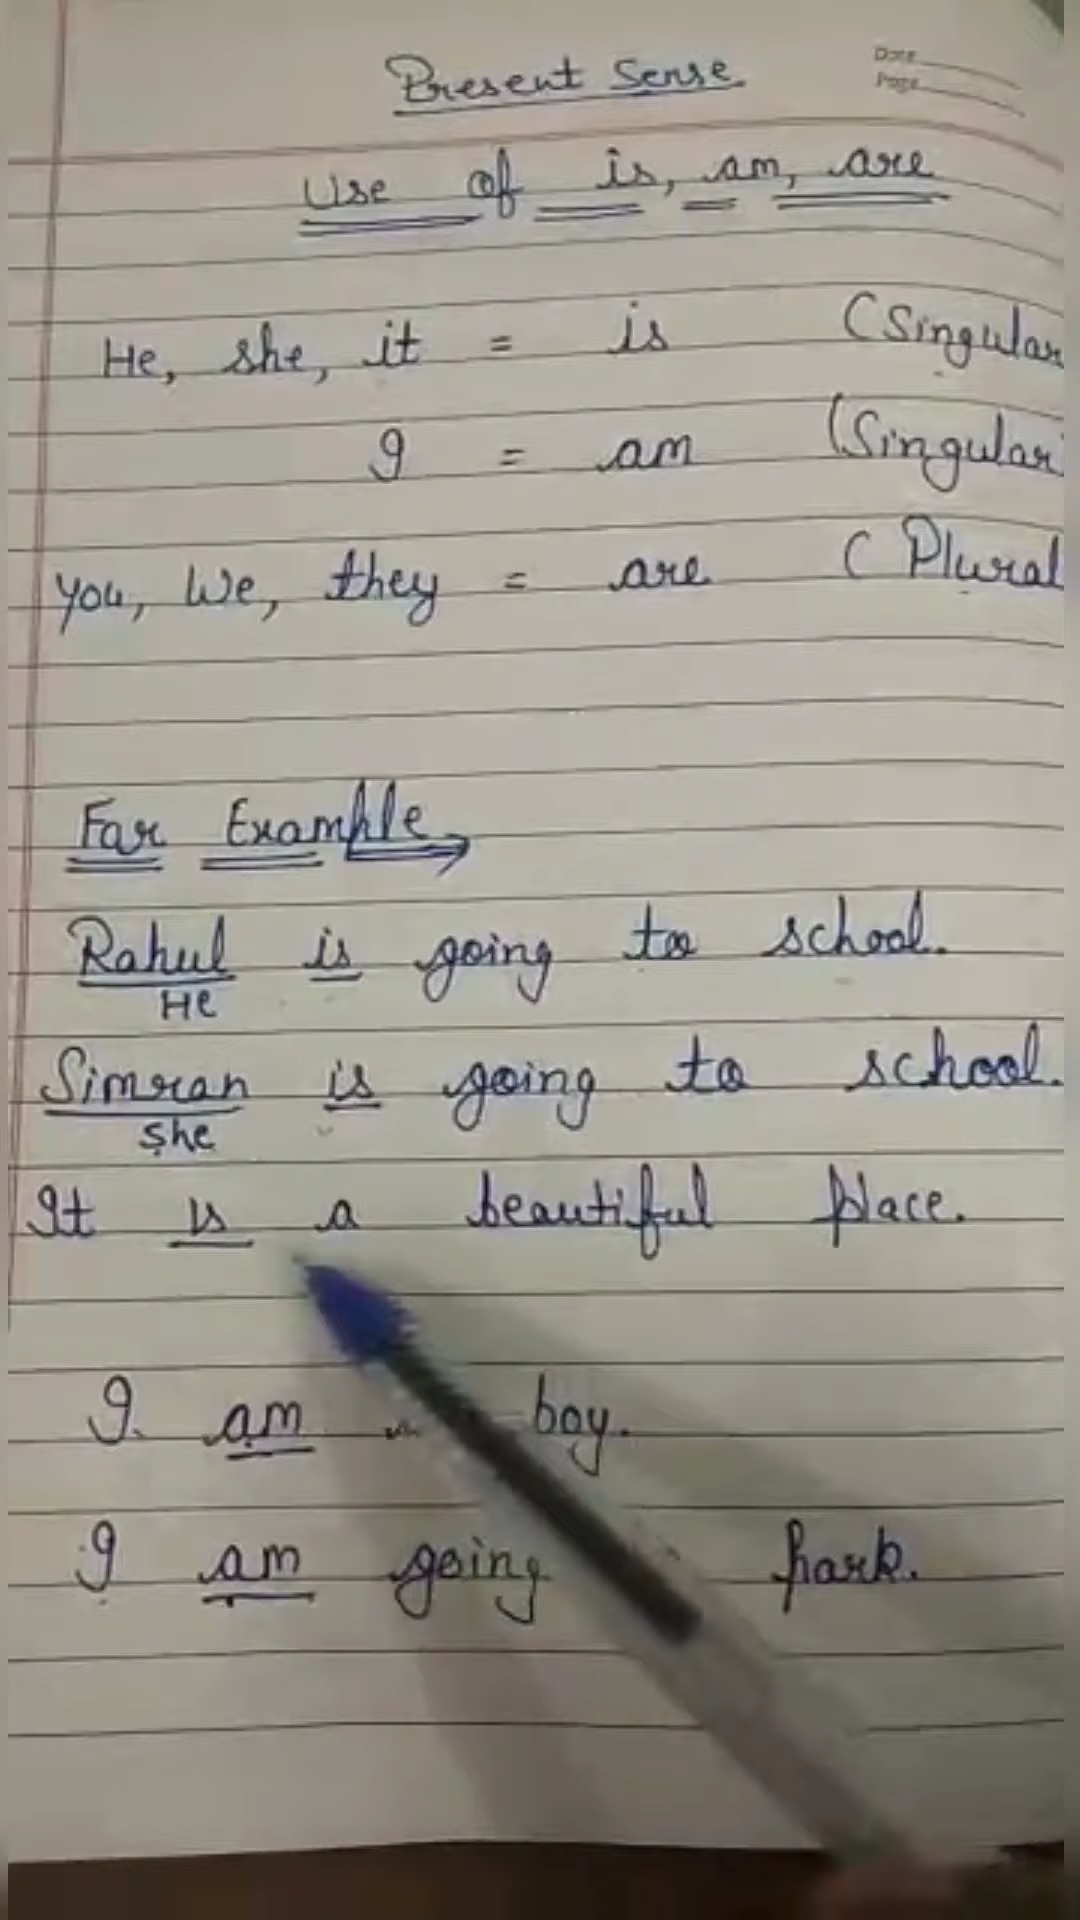 Present Sense
Date
Page
Use of is, am, are
He, she, it = is (Singular
I = am (Singular
You, We, they = are (Plural
For Example
Rahul is going to school.
He
Simran is going to school.
She
It is a beautiful place.
I am boy.
I am going park.